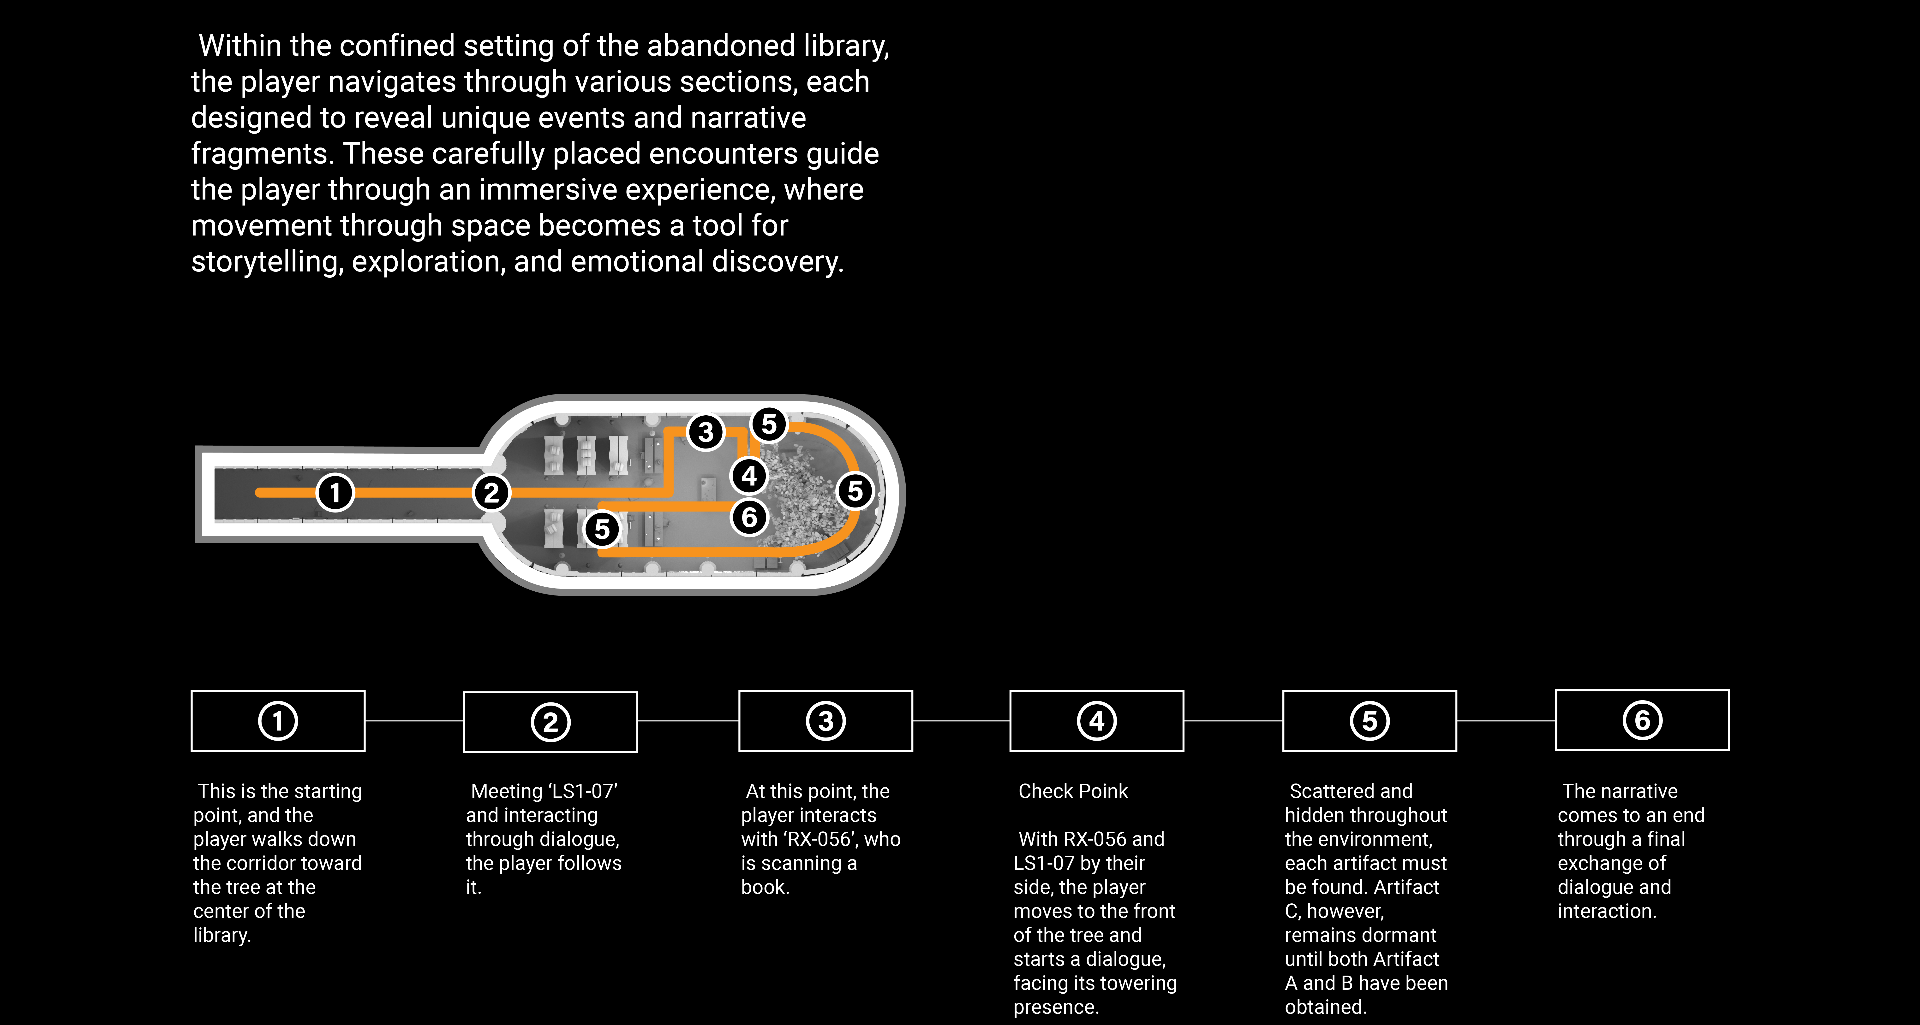 Within the confined setting of the abandoned library,
the player navigates through various sections, each
designed to reveal unique events and narrative
fragments. These carefully placed encounters guide
the player through an immersive experience, where
movement through space becomes a tool for
storytelling, exploration, and emotional discovery.
1
2
3
4
5
5
5
6
1
This is the starting
point, and the
player walks down
the corridor toward
the tree at the
center of the
library.
2
Meeting ‘LS1-07’
and interacting
through dialogue,
the player follows
it.
3
At this point, the
player interacts
with ‘RX-056’, who
is scanning a
book.
4
Check Poink
With RX-056 and
LS1-07 by their
side, the player
moves to the front
of the tree and
starts a dialogue,
facing its towering
presence.
5
Scattered and
hidden throughout
the environment,
each artifact must
be found. Artifact
C, however,
remains dormant
until both Artifact
A and B have been
obtained.
6
The narrative
comes to an end
through a final
exchange of
dialogue and
interaction.